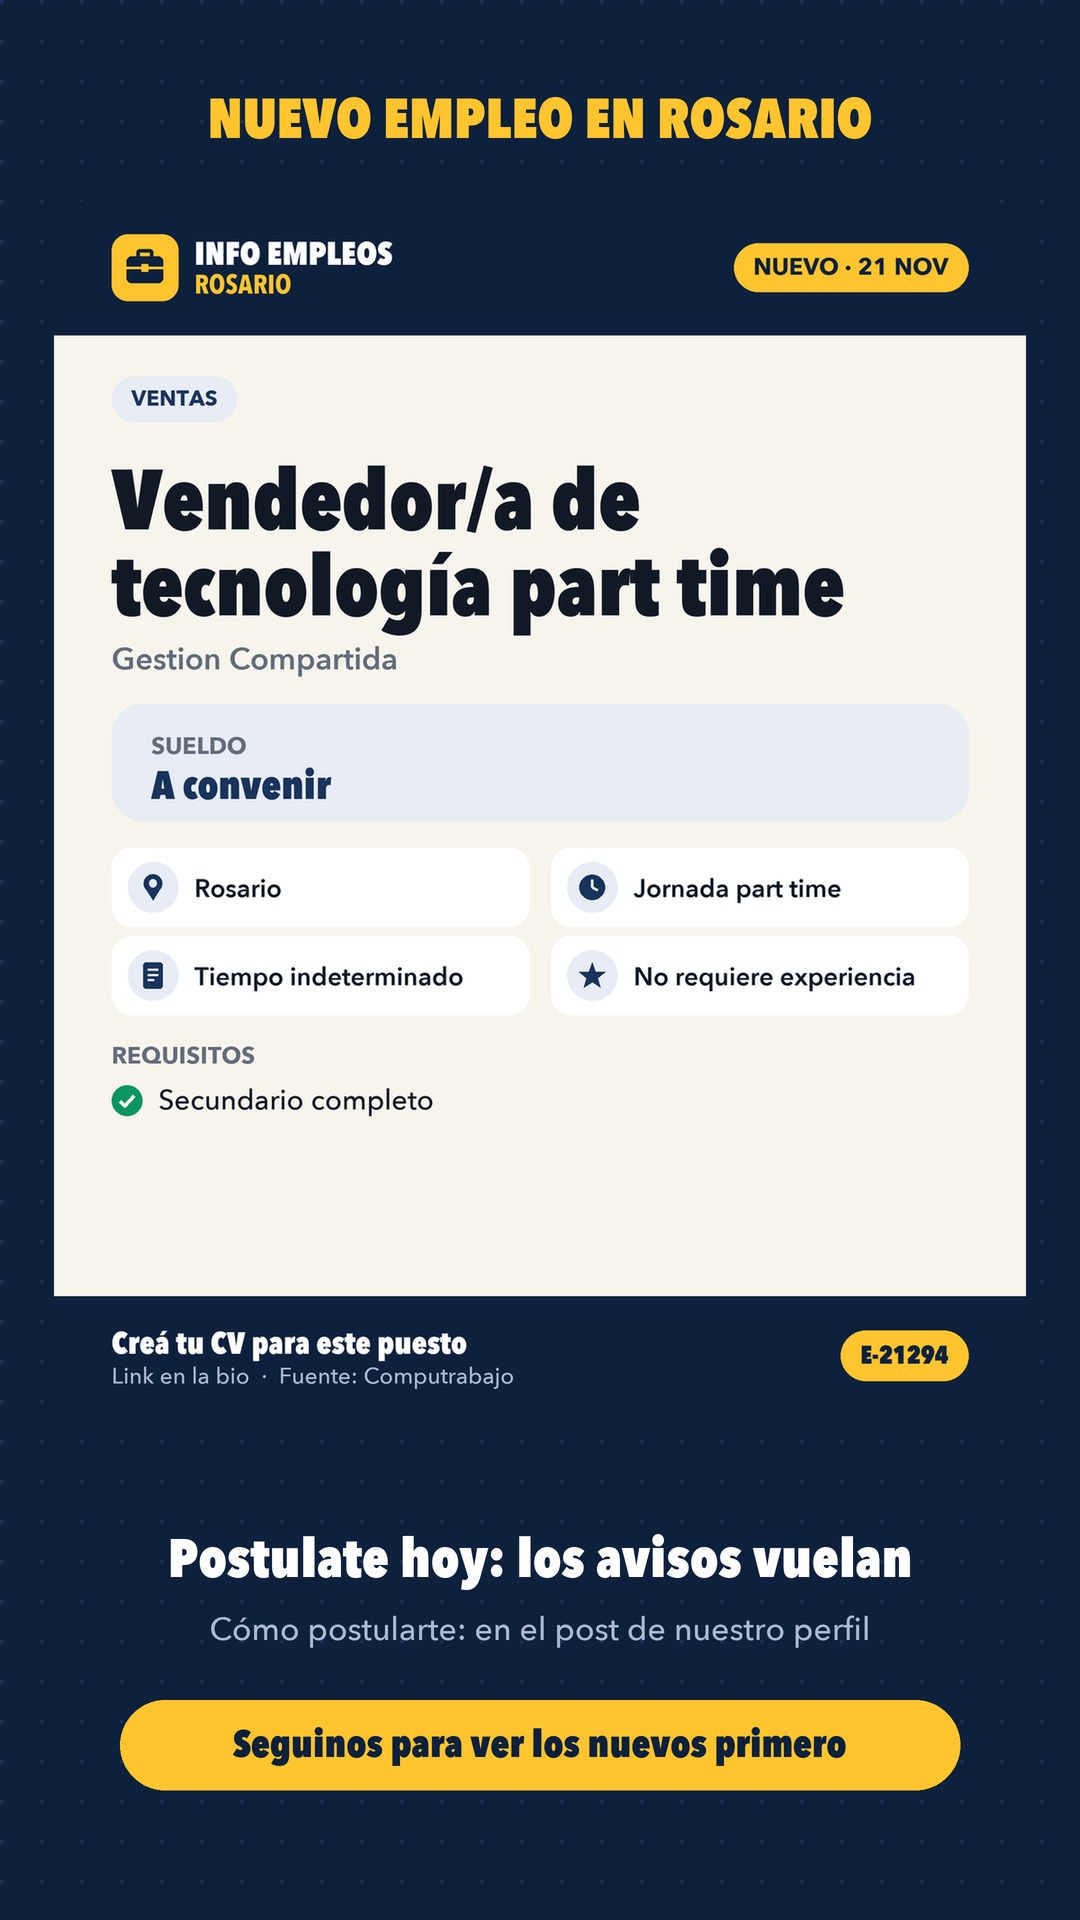 NUEVO EMPLEO EN ROSARIO
INFO EMPLEOS
ROSARIO
NUEVO · 21 NOV
VENTAS
Vendedor/a de
tecnología part time
Gestion Compartida
SUELDO
A convenir
Rosario
Jornada part time
Tiempo indeterminado
No requiere experiencia
REQUISITOS
Secundario completo
Creá tu CV para este puesto
Link en la bio · Fuente: Computrabajo
E-21294
Postulate hoy: los avisos vuelan
Cómo postularte: en el post de nuestro perfil
Seguinos para ver los nuevos primero